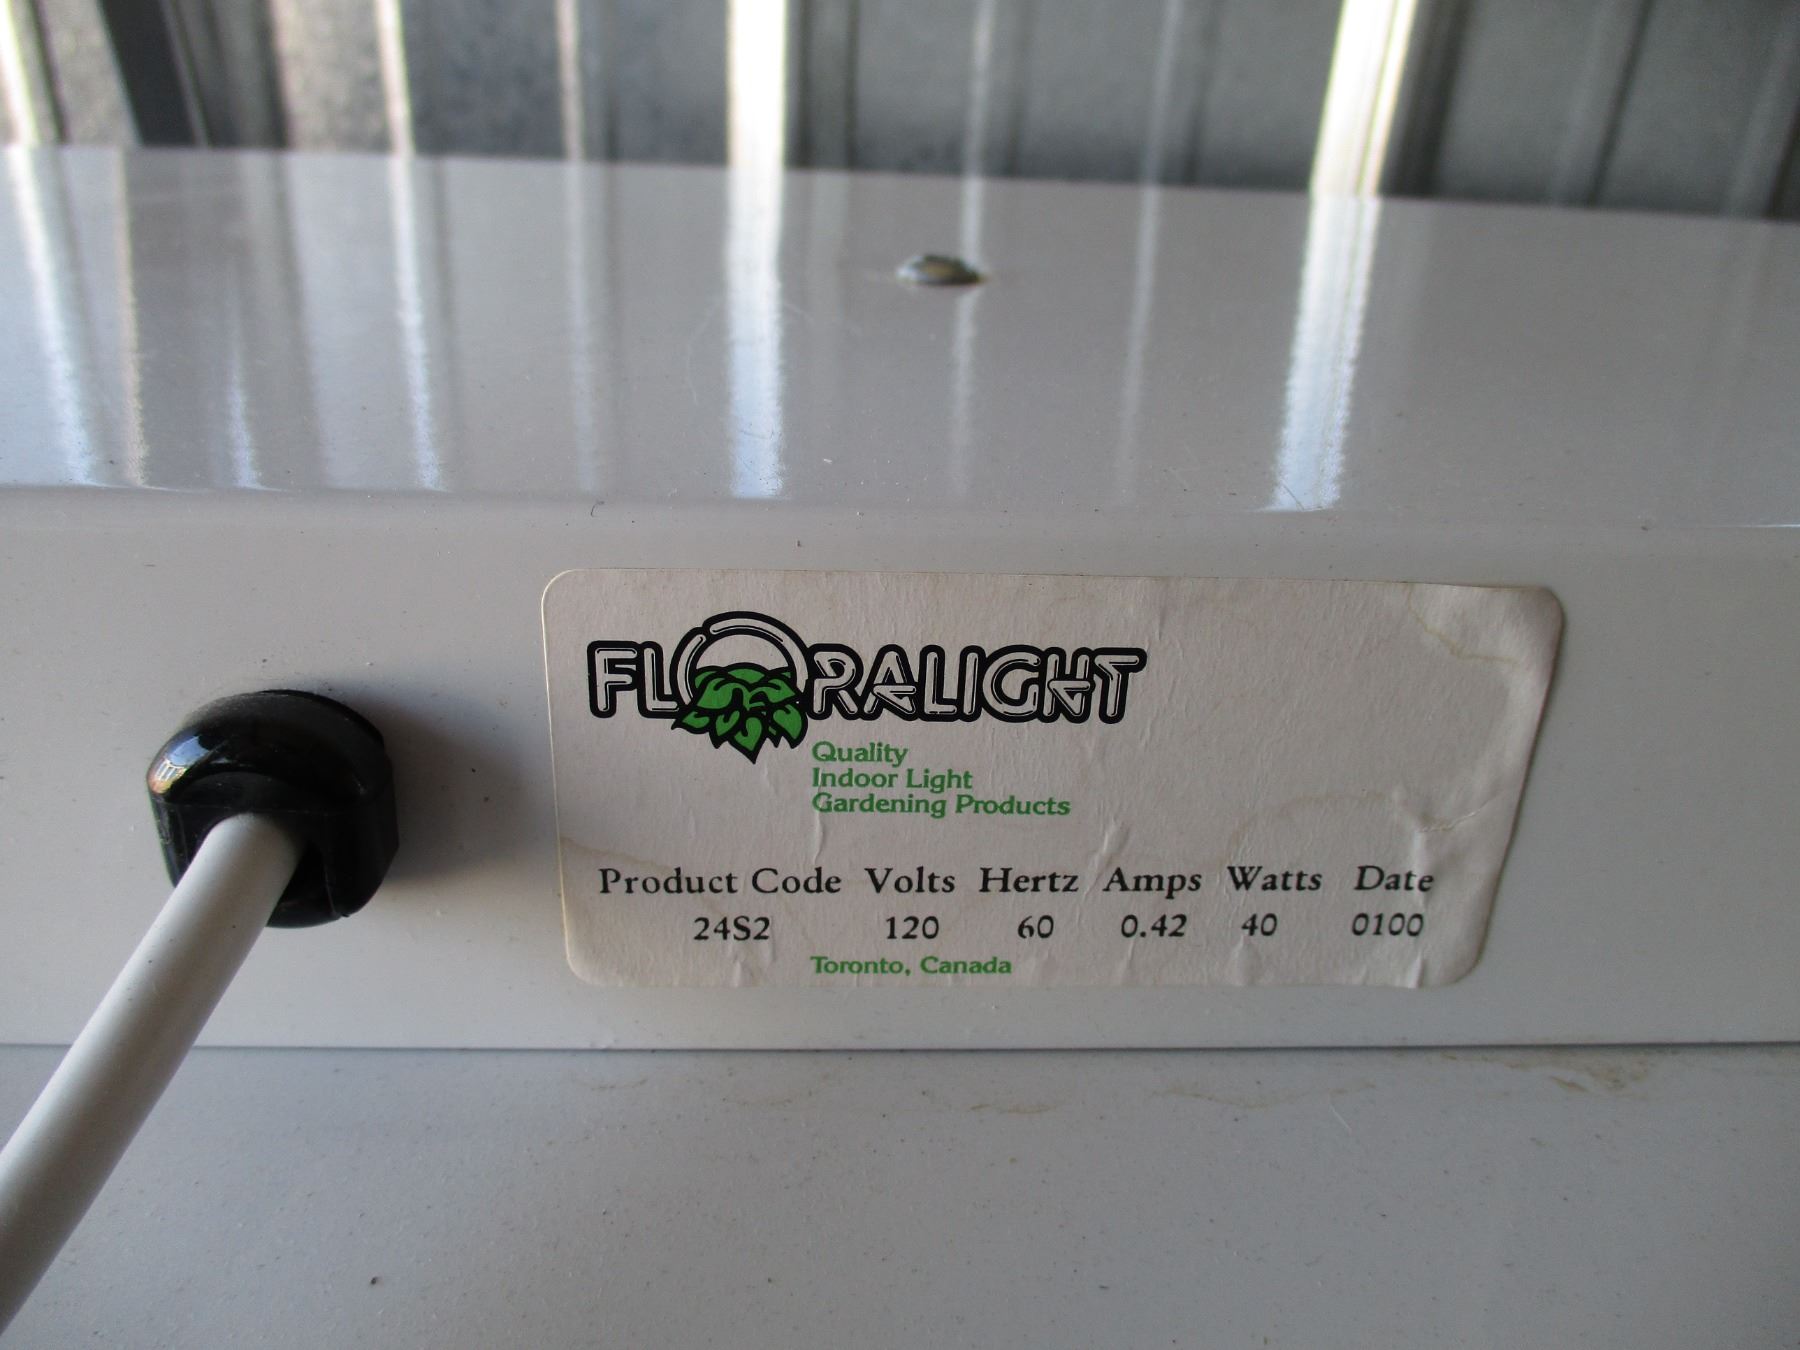 FLORALIGHT
Quality
Indoor Light
Gardening Products
Product Code Volts Hertz Amps Watts Date
24S2 120 60 0.42 40 0100
Toronto, Canada